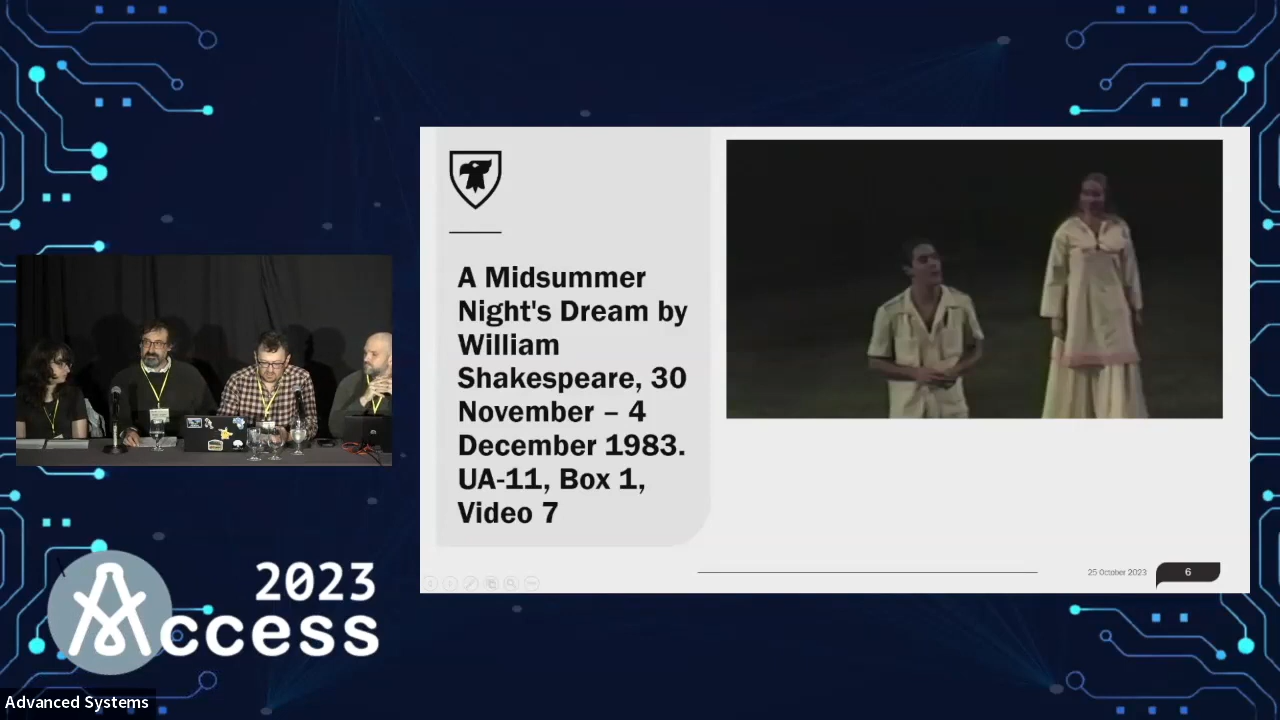 A Midsummer
Night's Dream by
William
Shakespeare, 30
November – 4
December 1983.
UA-11, Box 1,
Video 7
25 October 2023
6
2023
Access
Advanced Systems